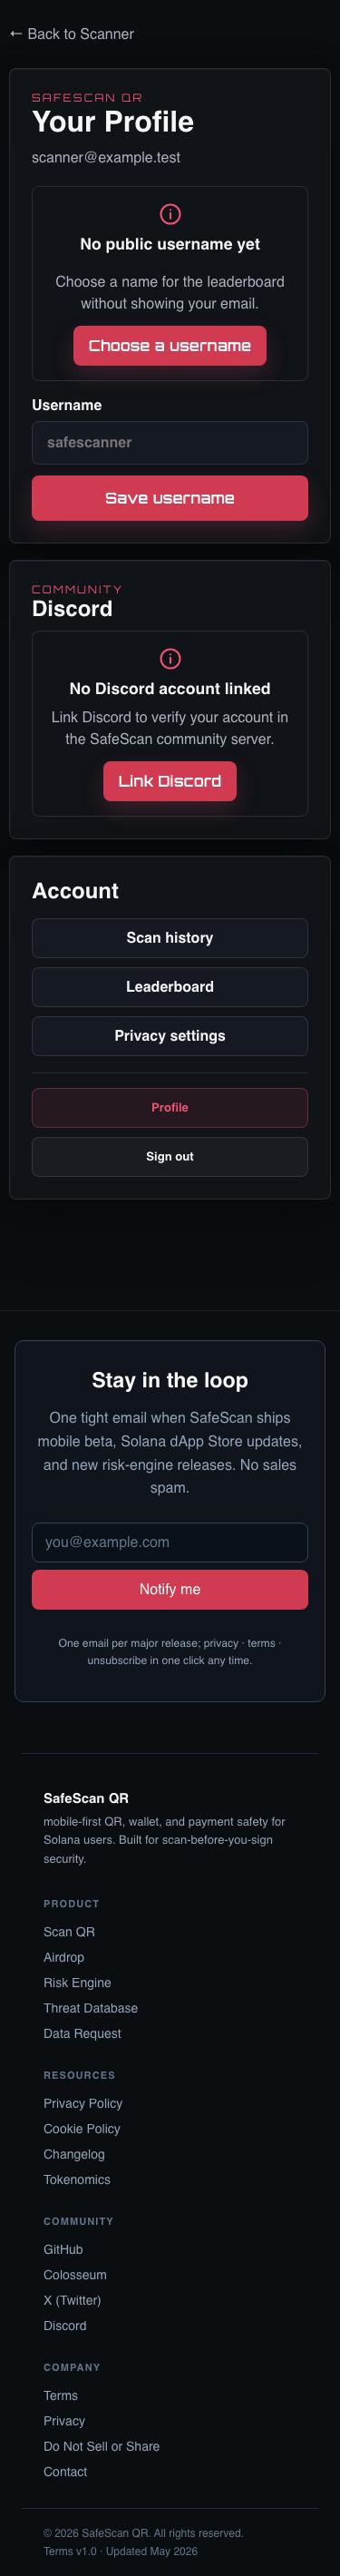 ← Back to Scanner
SAFESCAN QR
Your Profile
scanner@example.test
No public username yet
Choose a name for the leaderboard
without showing your email.
Choose a username
Username
safescanner
Save username
COMMUNITY
Discord
No Discord account linked
Link Discord to verify your account in
the SafeScan community server.
Link Discord
Account
Scan history
Leaderboard
Privacy settings
Profile
Sign out
Stay in the loop
One tight email when SafeScan ships
mobile beta, Solana dApp Store updates,
and new risk-engine releases. No sales
spam.
you@example.com
Notify me
One email per major release; privacy · terms ·
unsubscribe in one click any time.
SafeScan QR
mobile-first QR, wallet, and payment safety for
Solana users. Built for scan-before-you-sign
security.
PRODUCT
Scan QR
Airdrop
Risk Engine
Threat Database
Data Request
RESOURCES
Privacy Policy
Cookie Policy
Changelog
Tokenomics
COMMUNITY
GitHub
Colosseum
X (Twitter)
Discord
COMPANY
Terms
Privacy
Do Not Sell or Share
Contact
© 2026 SafeScan QR. All rights reserved.
Terms v1.0 · Updated May 2026